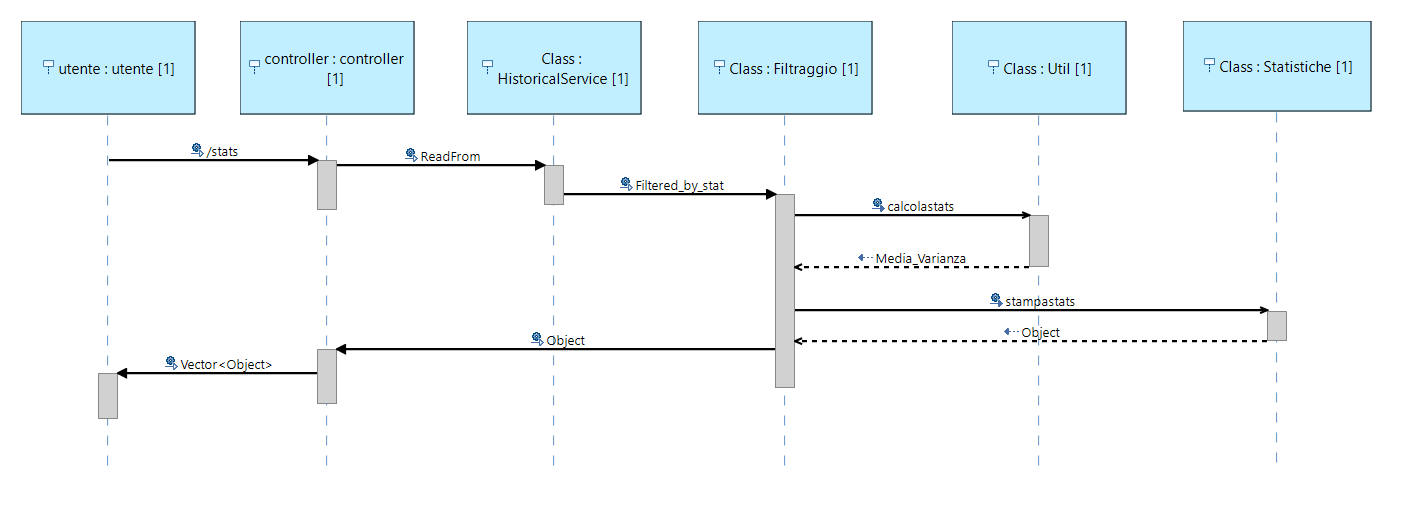 utente : utente [1]
controller : controller
[1]
Class :
HistoricalService [1]
Class : Filtraggio [1]
Class : Util [1]
Class : Statistiche [1]
/stats
ReadFrom
Filtered_by_stat
calcolastats
Media_Varianza
stampastats
Object
Object
Vector<Object>